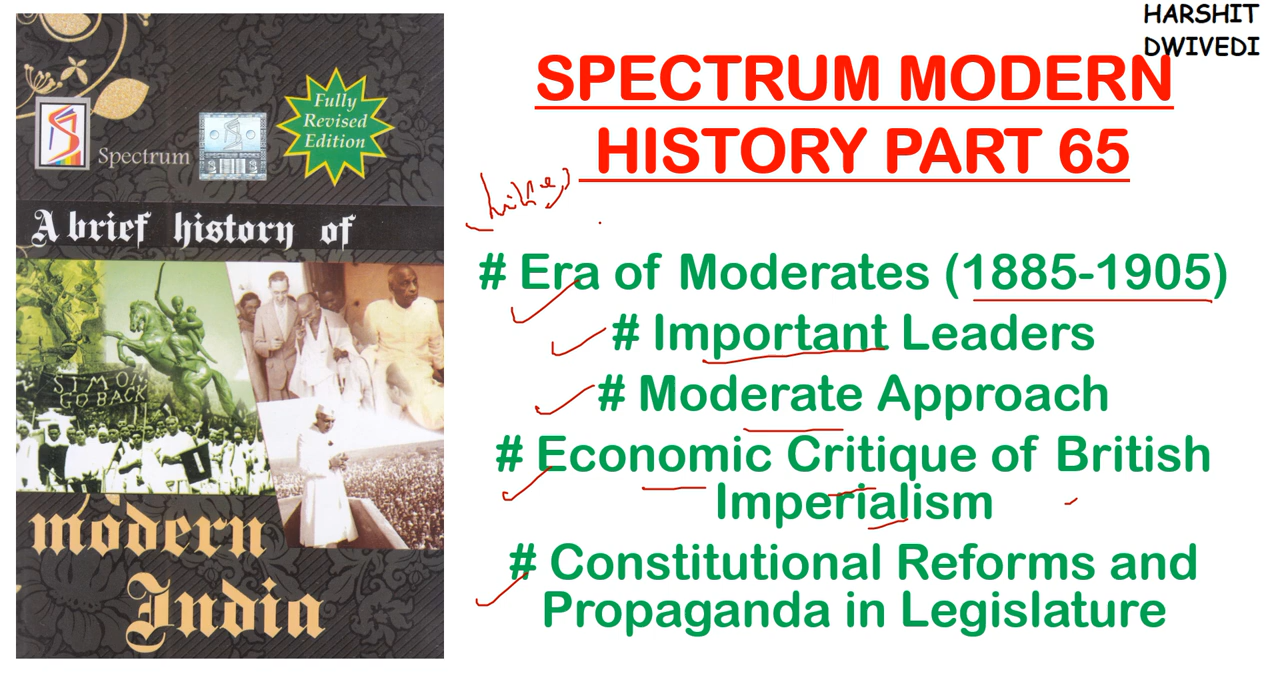 HARSHIT
DWIVEDI
SPECTRUM MODERN
HISTORY PART 65
# Era of Moderates (1885-1905)
# Important Leaders
# Moderate Approach
# Economic Critique of British
Imperialism
# Constitutional Reforms and
Propaganda in Legislature
Fully
Revised
Edition
Spectrum
SPECTRUM BOOKS
A brief history of
SIMON
GO BACK
modern
India